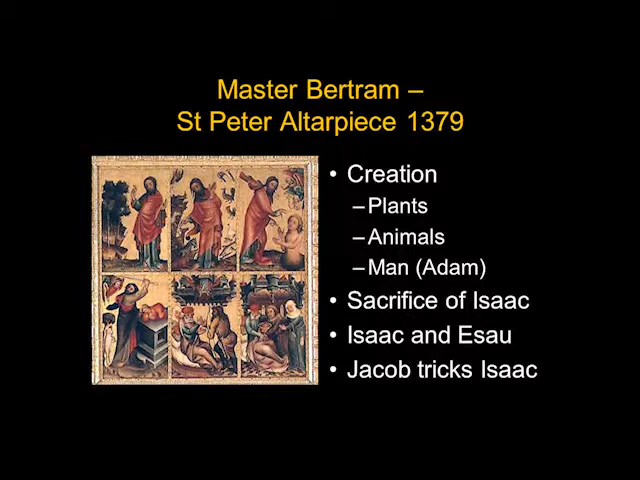 Master Bertram –
St Peter Altarpiece 1379
• Creation
–Plants
–Animals
–Man (Adam)
• Sacrifice of Isaac
• Isaac and Esau
• Jacob tricks Isaac